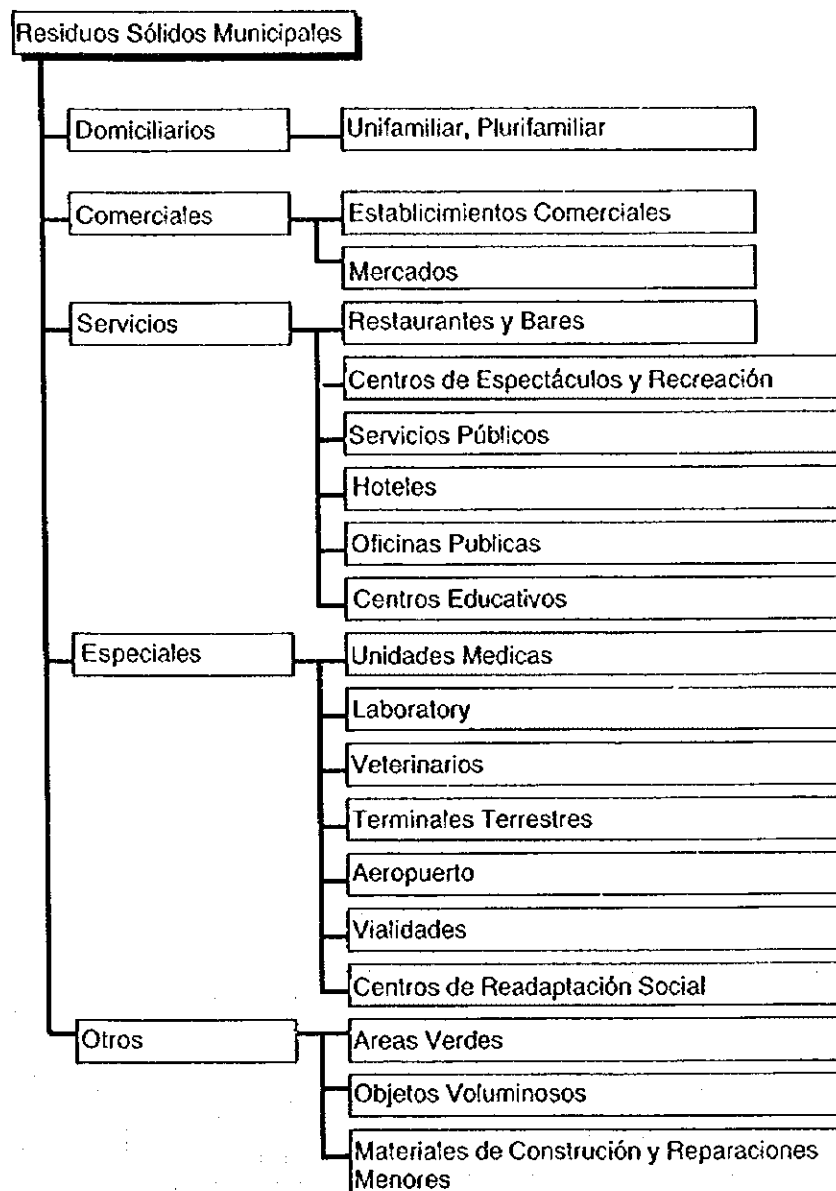 Residuos Sólidos Municipales
Domiciliarios
Unifamiliar, Plurifamiliar
Comerciales
Establicimientos Comerciales
Mercados
Servicios
Restaurantes y Bares
Centros de Espectáculos y Recreación
Servicios Públicos
Hoteles
Oficinas Publicas
Centros Educativos
Especiales
Unidades Medicas
Laboratory
Veterinarios
Terminales Terrestres
Aeropuerto
Vialidades
Centros de Readaptación Social
Otros
Areas Verdes
Objetos Voluminosos
Materiales de Construción y Reparaciones
Menores